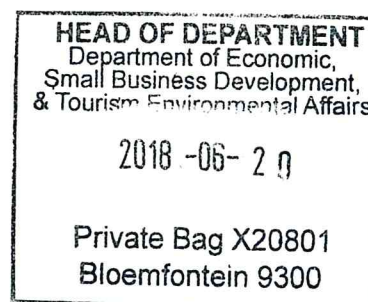 HEAD OF DEPARTMENT
Department of Economic,
Small Business Development,
& Tourism Environmental Affairs
2018 -06- 20
Private Bag X20801
Bloemfontein 9300